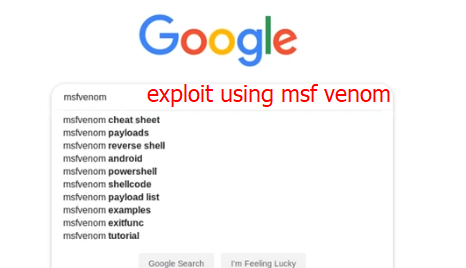 Google
msfvenom exploit using msf venom
msfvenom cheat sheet
msfvenom payloads
msfvenom reverse shell
msfvenom android
msfvenom powershell
msfvenom shellcode
msfvenom payload list
msfvenom examples
msfvenom exitfunc
msfvenom tutorial
Google Search I'm Feeling Lucky